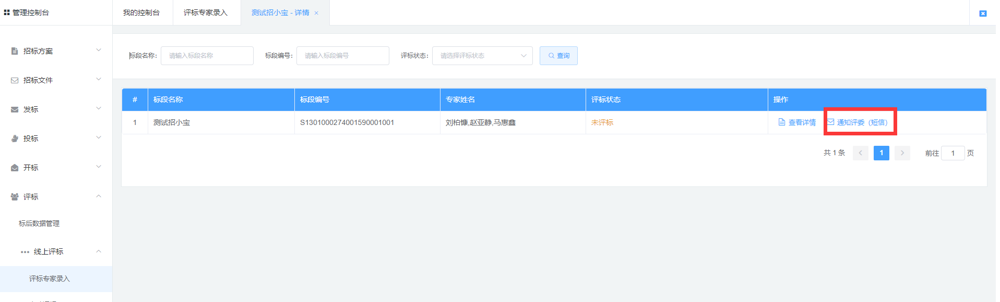 管理控制台
我的控制台
评标专家录入
测试招小宝 - 详情 ×
招标方案
招标文件
发标
投标
开标
评标
标后数据管理
线上评标
评标专家录入
标段名称：
请输入标段名称
标段编号：
请输入标段编号
评标状态：
请选择评标状态
查询
# 标段名称 标段编号 专家姓名 评标状态 操作
1 测试招小宝 S1301000274001590001001 刘柏慷,赵亚静,马惠鑫 未评标 查看详情 通知评委（短信）
共 1 条 < 1 > 前往 1 页